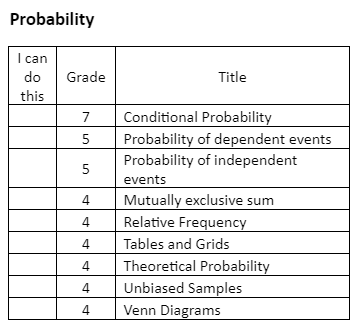 Probability
I can
do
this
Grade
Title
7 Conditional Probability
5 Probability of dependent events
5 Probability of independent
events
4 Mutually exclusive sum
4 Relative Frequency
4 Tables and Grids
4 Theoretical Probability
4 Unbiased Samples
4 Venn Diagrams